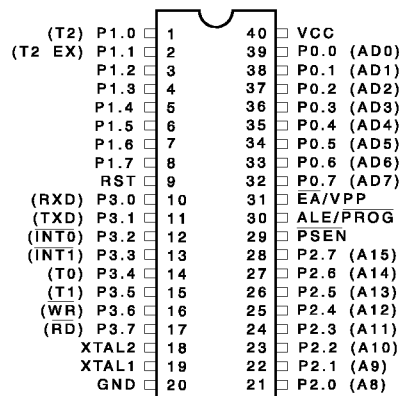 (T2) P1.0 1 40 VCC
(T2 EX) P1.1 2 39 P0.0 (AD0)
P1.2 3 38 P0.1 (AD1)
P1.3 4 37 P0.2 (AD2)
P1.4 5 36 P0.3 (AD3)
P1.5 6 35 P0.4 (AD4)
P1.6 7 34 P0.5 (AD5)
P1.7 8 33 P0.6 (AD6)
RST 9 32 P0.7 (AD7)
(RXD) P3.0 10 31 E̅A̅/VPP
(TXD) P3.1 11 30 ALE/P̅R̅O̅G̅
(I̅N̅T̅0̅) P3.2 12 29 P̅S̅E̅N̅
(I̅N̅T̅1̅) P3.3 13 28 P2.7 (A15)
(T0) P3.4 14 27 P2.6 (A14)
(T1) P3.5 15 26 P2.5 (A13)
(W̅R̅) P3.6 16 25 P2.4 (A12)
(R̅D̅) P3.7 17 24 P2.3 (A11)
XTAL2 18 23 P2.2 (A10)
XTAL1 19 22 P2.1 (A9)
GND 20 21 P2.0 (A8)